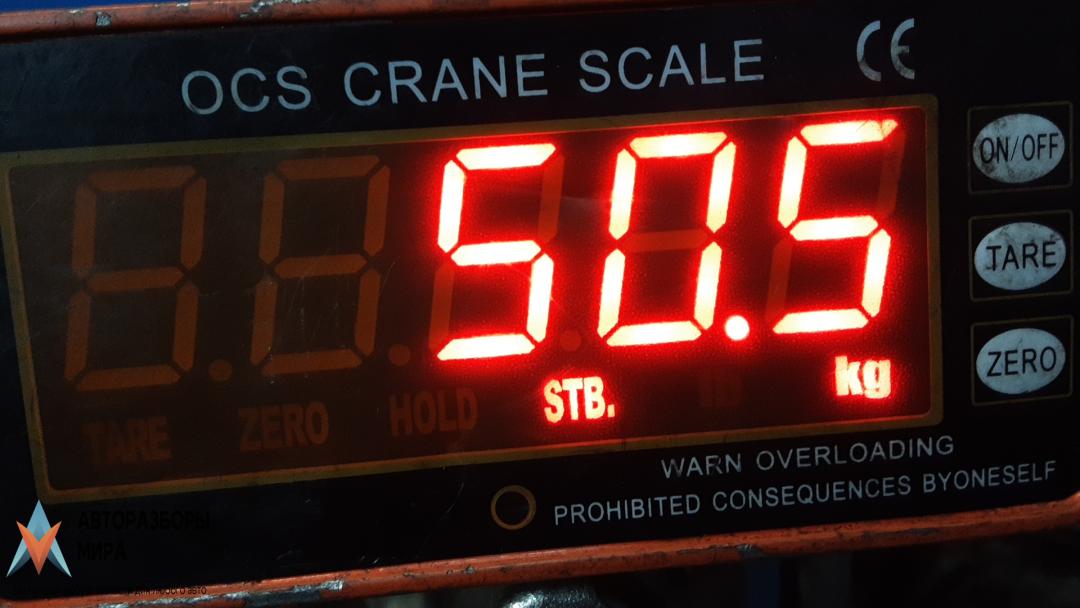 OCS CRANE SCALE CE
50.5
ON/OFF
TARE
ZERO
TARE ZERO HOLD STB. lb kg
WARN OVERLOADING
PROHIBITED CONSEQUENCES BYONESELF
АВТОРАЗБОРЫ
МИРА